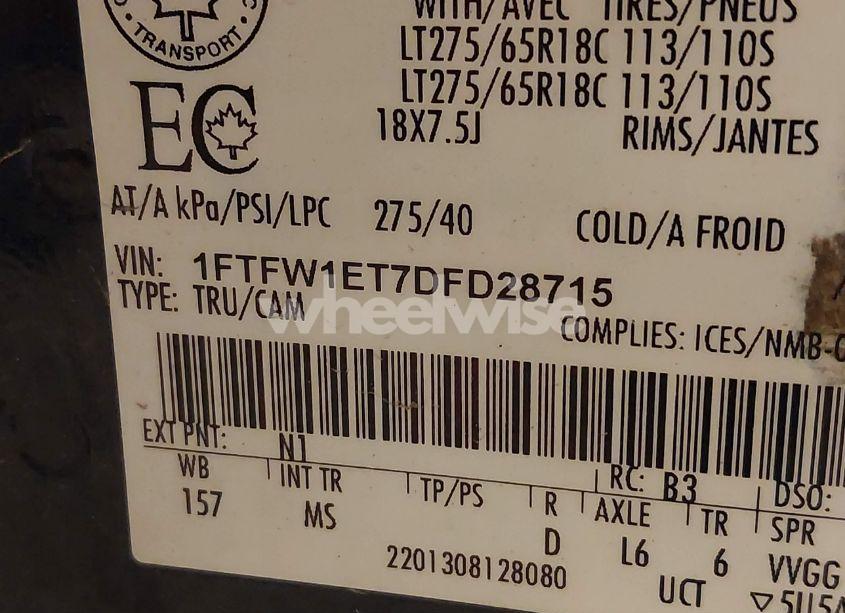 TRANSPORT
WITH/AVEC TIRES/PNEUS
LT275/65R18C 113/110S
LT275/65R18C 113/110S
EC
18X7.5J RIMS/JANTES
AT/A kPa/PSI/LPC 275/40 COLD/A FROID
VIN: 1FTFW1ET7DFD28715
TYPE: TRU/CAM
wheelwise
COMPLIES: ICES/NMB-0
EXT PNT: N1 RC: B3 DSO:
WB INT TR TP/PS R AXLE TR SPR
157 MS D L6 6 VVGG
2201308128080 UCT